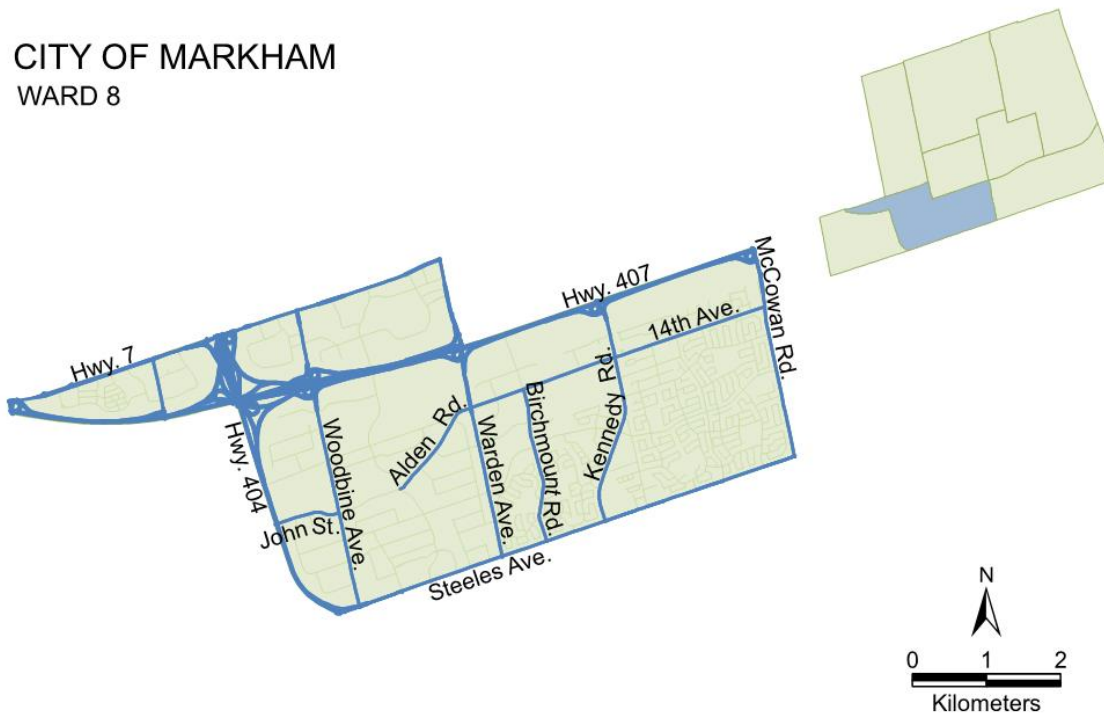 CITY OF MARKHAM
WARD 8
McCowan Rd.
Hwy. 407
14th Ave.
Hwy. 7
Kennedy Rd.
Birchmount Rd.
Alden Rd.
Warden Ave.
Woodbine Ave.
Hwy. 404
John St.
Steeles Ave.
N
0 1 2
Kilometers